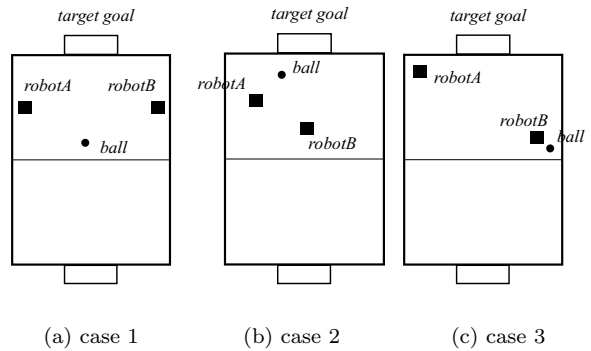 target goal
robotA
robotB
ball
(a) case 1
target goal
ball
robotA
robotB
(b) case 2
target goal
robotA
robotB
ball
(c) case 3